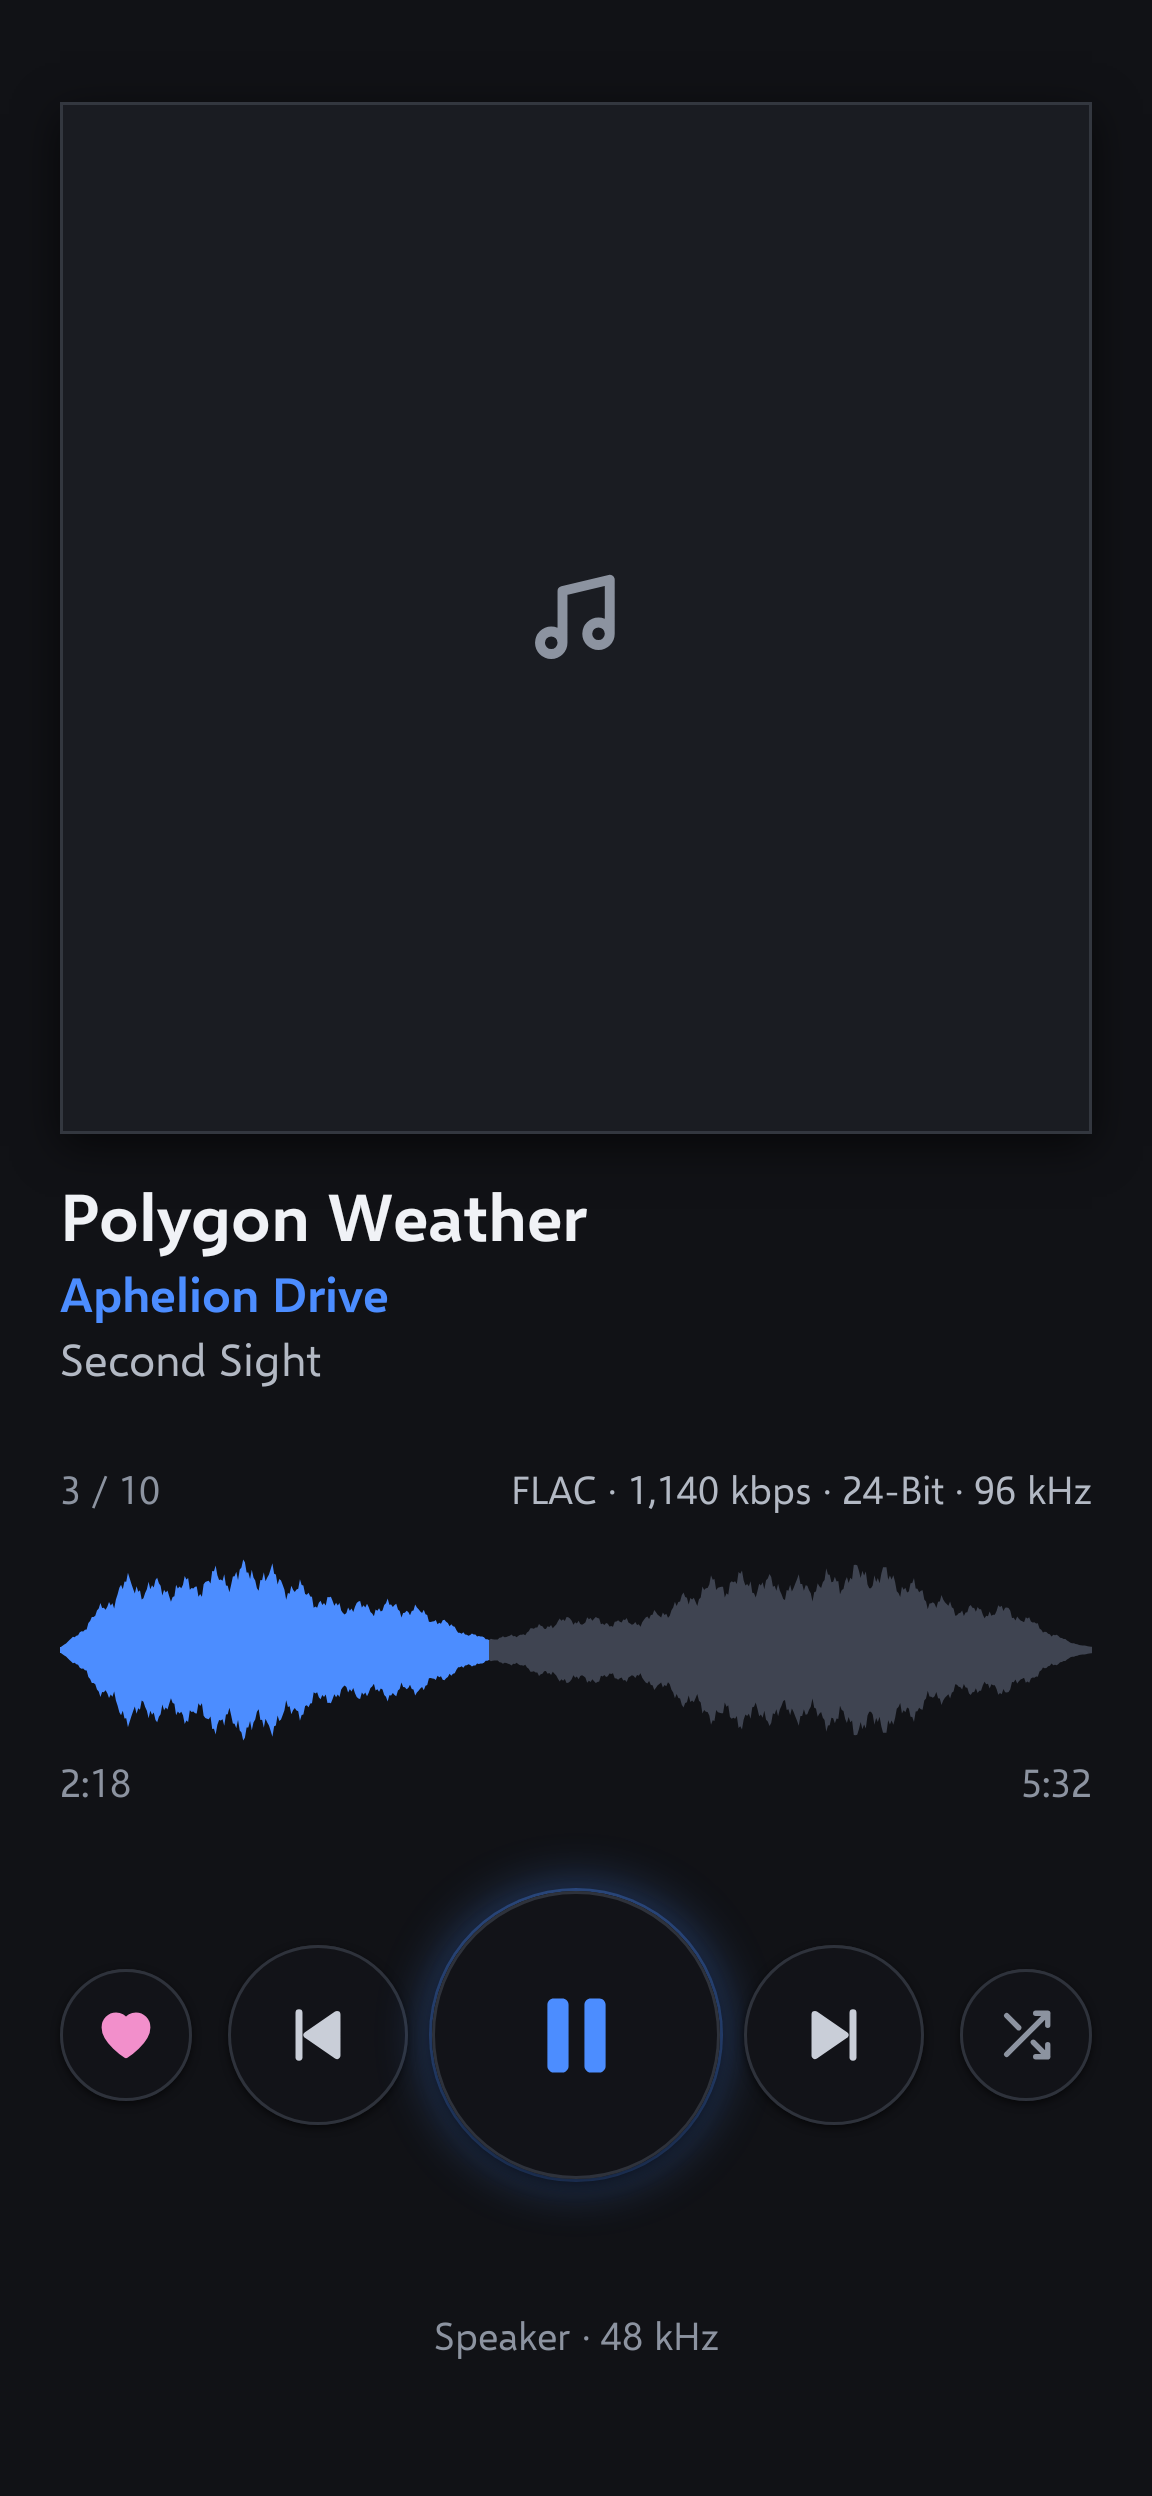 Polygon Weather
Aphelion Drive
Second Sight
3 / 10
FLAC · 1,140 kbps · 24-Bit · 96 kHz
2:18
5:32
Speaker · 48 kHz